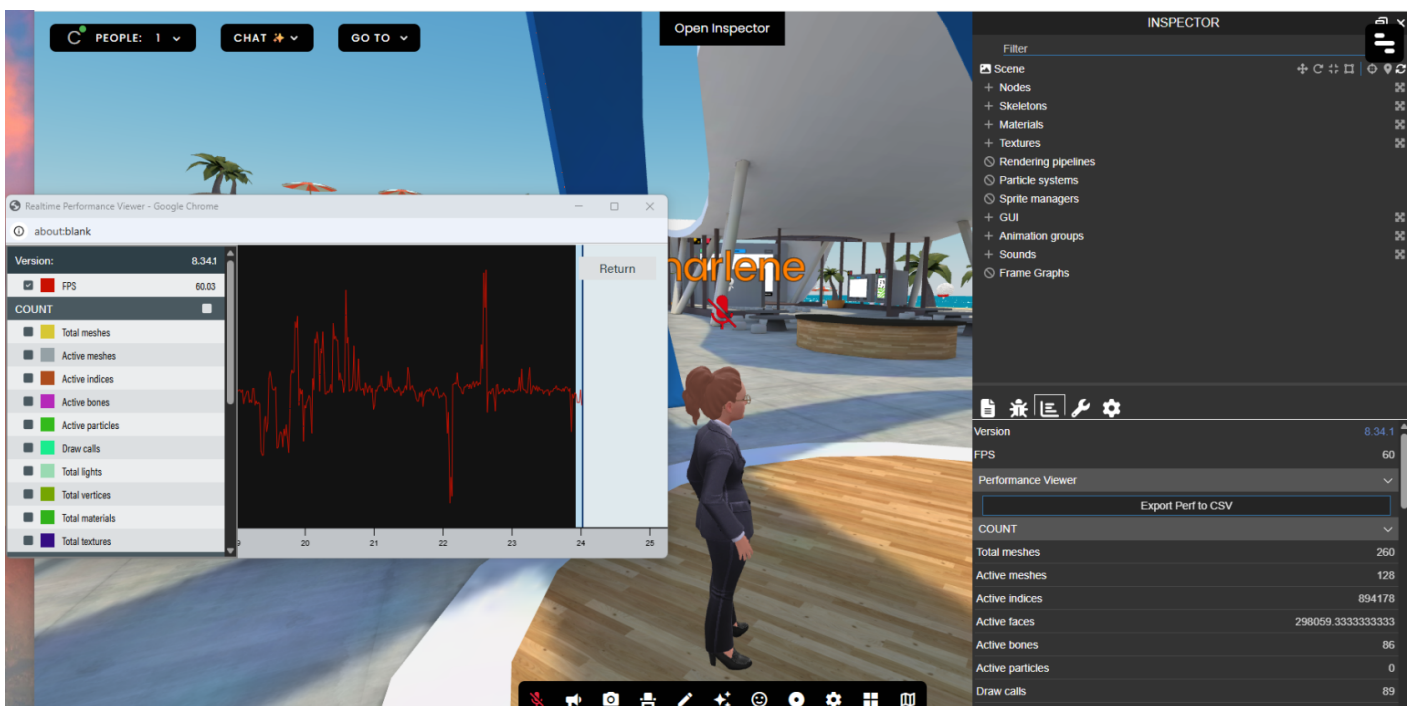 PEOPLE: 1
CHAT
GO TO
Open Inspector
Realtime Performance Viewer - Google Chrome
about:blank
Version: 8.34.1
FPS 60.03
COUNT
Total meshes
Active meshes
Active indices
Active bones
Active particles
Draw calls
Total lights
Total vertices
Total materials
Total textures
Return
20 21 22 23 24 25
INSPECTOR
Filter
Scene
Nodes
Skeletons
Materials
Textures
Rendering pipelines
Particle systems
Sprite managers
GUI
Animation groups
Sounds
Frame Graphs
Version 8.34.1
FPS 60
Performance Viewer
Export Perf to CSV
COUNT
Total meshes 260
Active meshes 128
Active indices 894178
Active faces 298059.3333333333
Active bones 86
Active particles 0
Draw calls 89